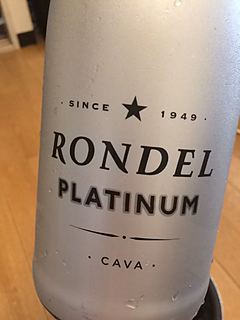 · SINCE ★ 1949 ·
RONDEL
PLATINUM
· CAVA ·